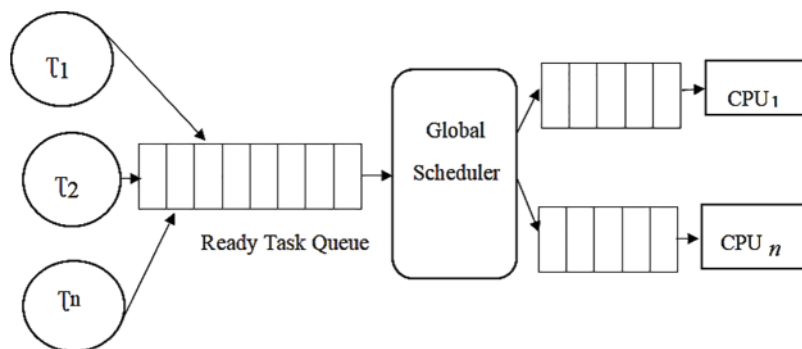 τ1
τ2
τn
Ready Task Queue
Global
Scheduler
CPU1
CPU n